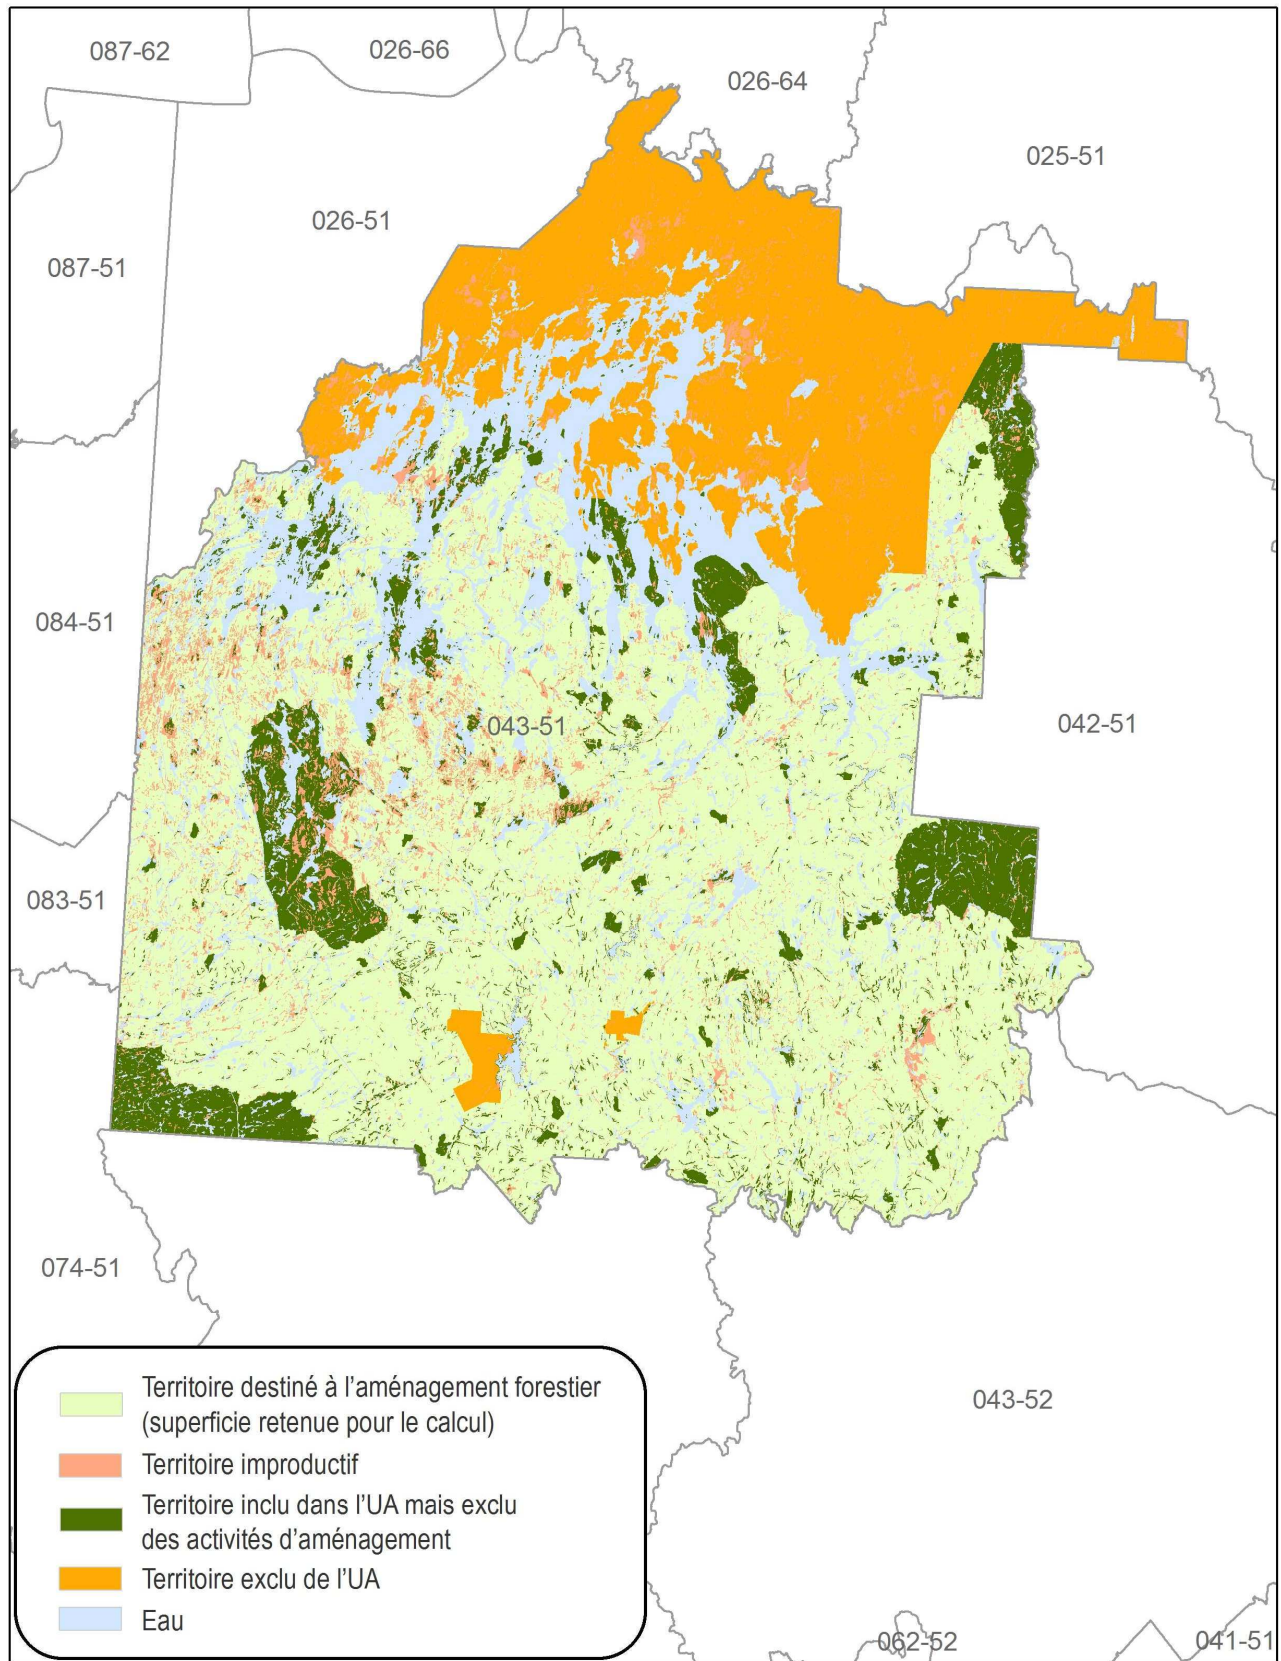 087-62
026-66
026-64
025-51
026-51
087-51
084-51
043-51
042-51
083-51
074-51
043-52
Territoire destiné à l'aménagement forestier
(superficie retenue pour le calcul)
Territoire improductif
Territoire inclu dans l'UA mais exclu
des activités d'aménagement
Territoire exclu de l'UA
Eau
062-52
041-51